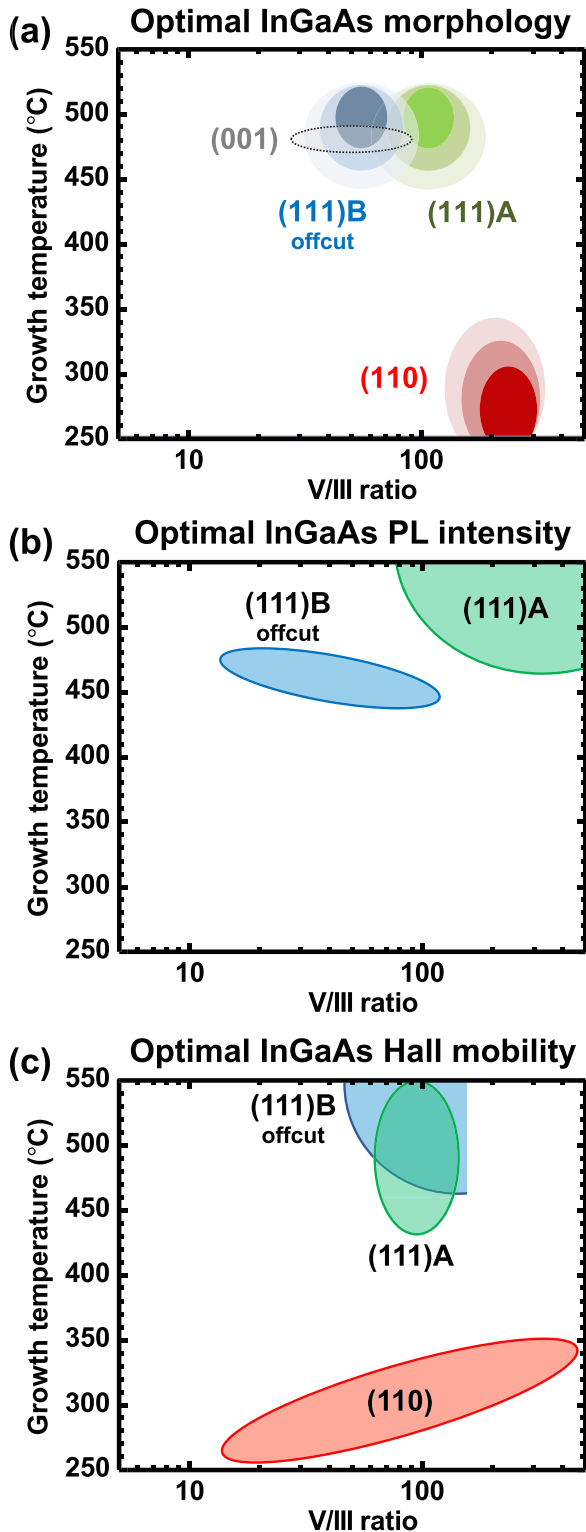 (a) Optimal InGaAs morphology
Growth temperature (°C)
550
500
450
400
350
300
250
(001)
(111)B
offcut
(111)A
(110)
10
100
V/III ratio
(b) Optimal InGaAs PL intensity
Growth temperature (°C)
550
500
450
400
350
300
250
(111)B
offcut
(111)A
10
100
V/III ratio
(c) Optimal InGaAs Hall mobility
Growth temperature (°C)
550
500
450
400
350
300
250
(111)B
offcut
(111)A
(110)
10
100
V/III ratio